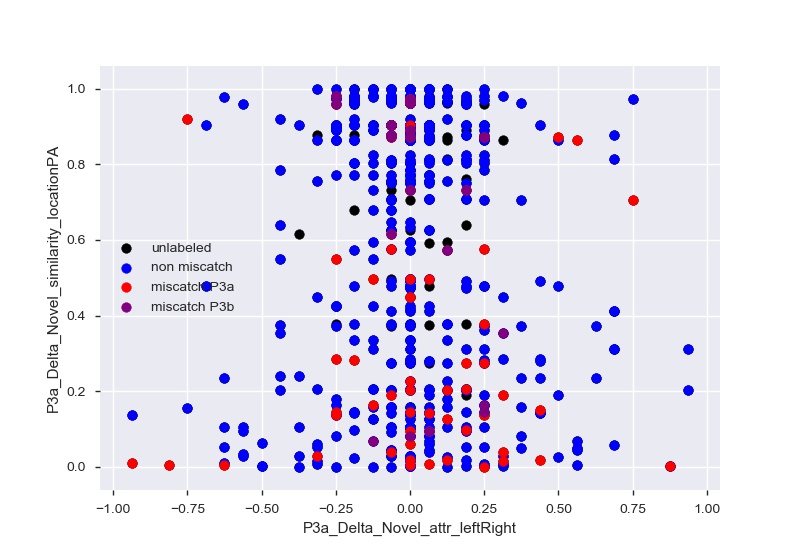 1.0
0.8
0.6
0.4
0.2
0.0
P3a_Delta_Novel_similarity_locationPA
unlabeled
non miscatch
miscatch P3a
miscatch P3b
−1.00 −0.75 −0.50 −0.25 0.00 0.25 0.50 0.75 1.00
P3a_Delta_Novel_attr_leftRight